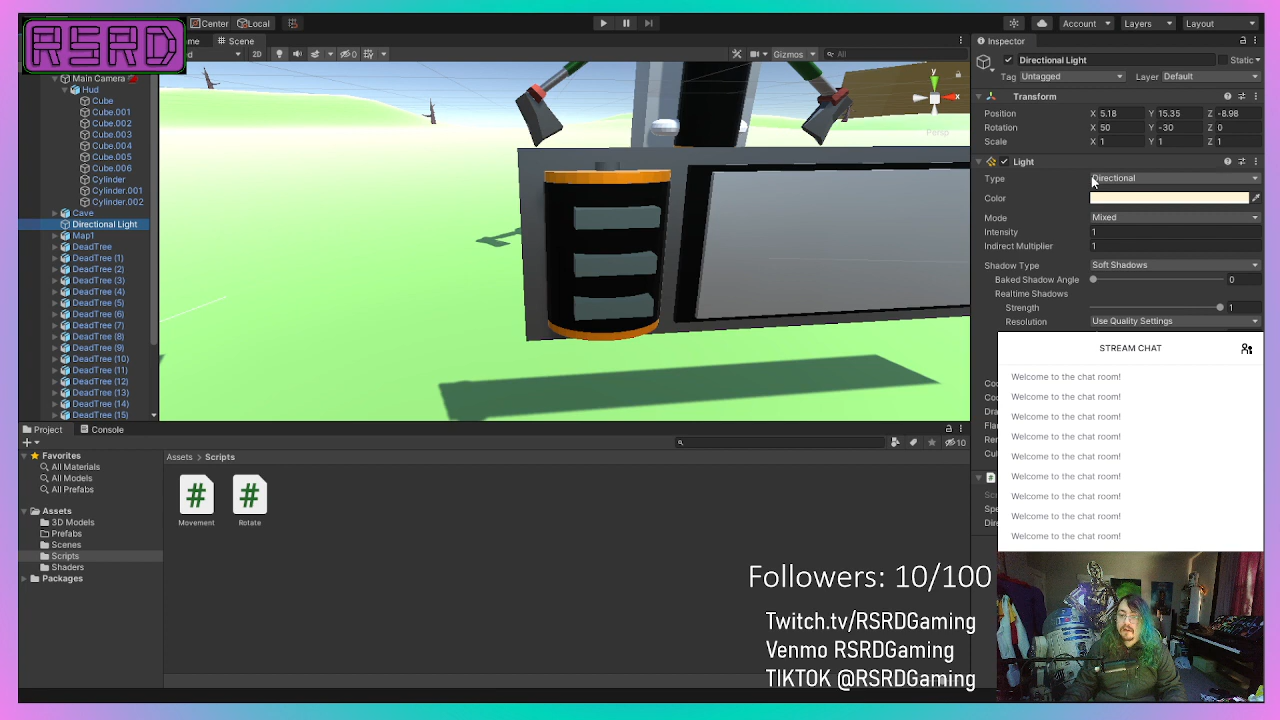 RSRD
Center
Local
Account
Layers
Layout
Scene
2D
0
Gizmos
All
Persp
y
x
Main Camera
Hud
Cube
Cube.001
Cube.002
Cube.003
Cube.004
Cube.005
Cube.006
Cylinder
Cylinder.001
Cylinder.002
Cave
Directional Light
Map1
DeadTree
DeadTree (1)
DeadTree (2)
DeadTree (3)
DeadTree (4)
DeadTree (5)
DeadTree (6)
DeadTree (7)
DeadTree (8)
DeadTree (9)
DeadTree (10)
DeadTree (11)
DeadTree (12)
DeadTree (13)
DeadTree (14)
DeadTree (15)
Inspector
Directional Light
Static
Tag Untagged Layer Default
Transform
Position X 5.18 Y 15.35 Z -8.98
Rotation X 50 Y -30 Z 0
Scale X 1 Y 1 Z 1
Light
Type Directional
Color
Mode Mixed
Intensity 1
Indirect Multiplier 1
Shadow Type Soft Shadows
Baked Shadow Angle 0
Realtime Shadows
Strength 1
Resolution Use Quality Settings
STREAM CHAT
Welcome to the chat room!
Welcome to the chat room!
Welcome to the chat room!
Welcome to the chat room!
Welcome to the chat room!
Welcome to the chat room!
Welcome to the chat room!
Welcome to the chat room!
Welcome to the chat room!
Project
Console
10
Favorites
All Materials
All Models
All Prefabs
Assets
3D Models
Prefabs
Scenes
Scripts
Shaders
Packages
Assets > Scripts
Movement
Rotate
Followers: 10/100
Twitch.tv/RSRDGaming
Venmo RSRDGaming
TIKTOK @RSRDGaming